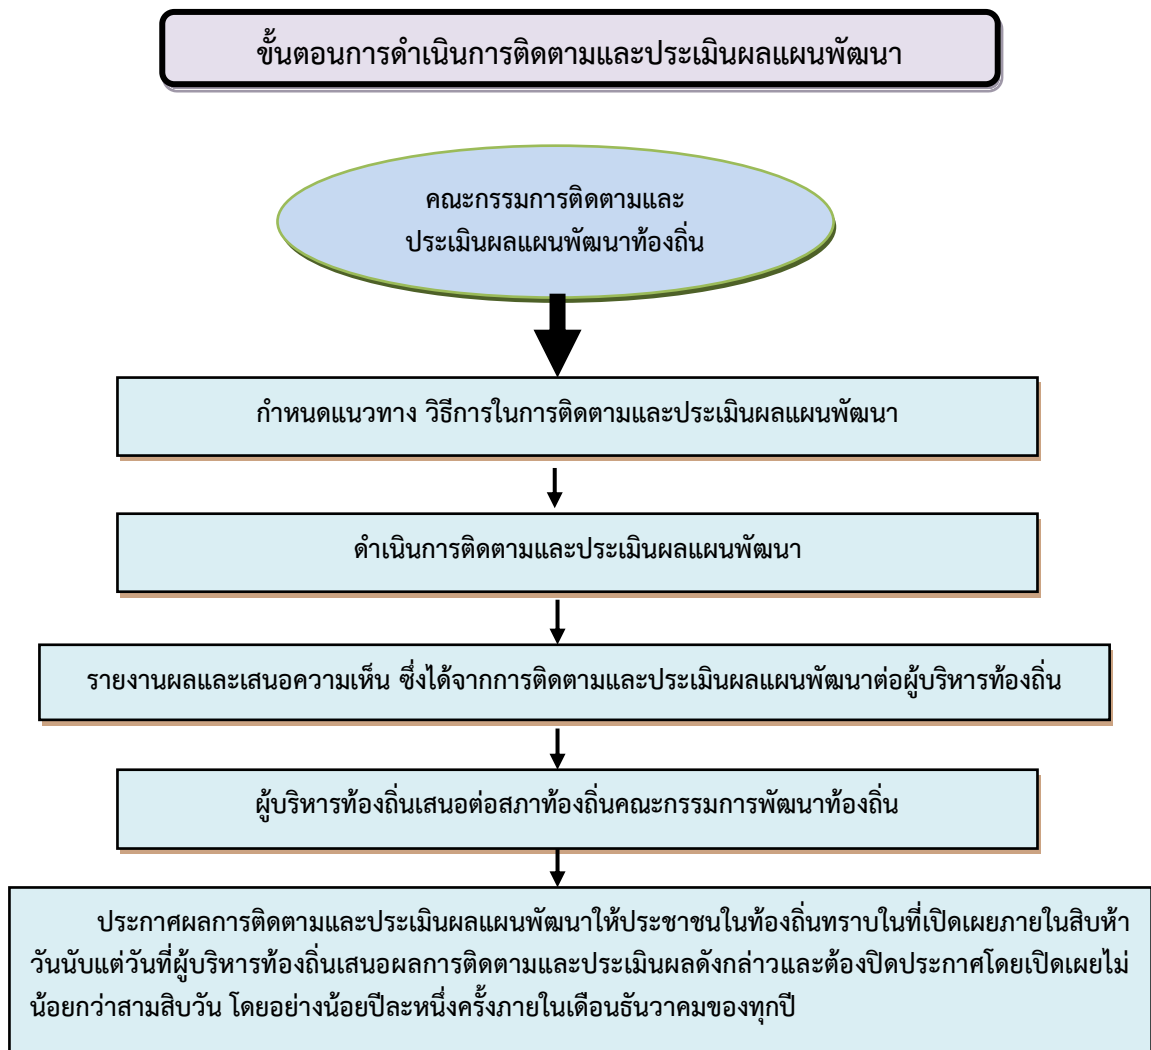 ขั้นตอนการดำเนินการติดตามและประเมินผลแผนพัฒนา
คณะกรรมการติดตามและ
ประเมินผลแผนพัฒนาท้องถิ่น
กำหนดแนวทาง วิธีการในการติดตามและประเมินผลแผนพัฒนา
ดำเนินการติดตามและประเมินผลแผนพัฒนา
รายงานผลและเสนอความเห็น ซึ่งได้จากการติดตามและประเมินผลแผนพัฒนาต่อผู้บริหารท้องถิ่น
ผู้บริหารท้องถิ่นเสนอต่อสภาท้องถิ่นคณะกรรมการพัฒนาท้องถิ่น
ประกาศผลการติดตามและประเมินผลแผนพัฒนาให้ประชาชนในท้องถิ่นทราบในที่เปิดเผยภายในสิบห้า
วันนับแต่วันที่ผู้บริหารท้องถิ่นเสนอผลการติดตามและประเมินผลดังกล่าวและต้องปิดประกาศโดยเปิดเผยไม่
น้อยกว่าสามสิบวัน โดยอย่างน้อยปีละหนึ่งครั้งภายในเดือนธันวาคมของทุกปี